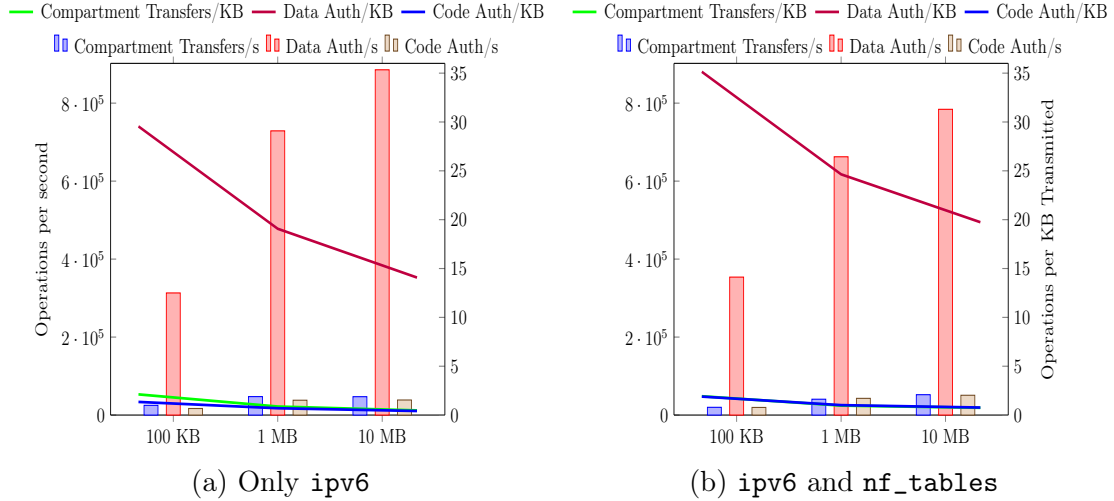 Compartment Transfers/KB Data Auth/KB Code Auth/KB
Compartment Transfers/s Data Auth/s Code Auth/s
Operations per second
8 · 10^5
6 · 10^5
4 · 10^5
2 · 10^5
0
35
30
25
20
15
10
5
0
100 KB 1 MB 10 MB
(a) Only ipv6
Compartment Transfers/KB Data Auth/KB Code Auth/KB
Compartment Transfers/s Data Auth/s Code Auth/s
8 · 10^5
6 · 10^5
4 · 10^5
2 · 10^5
0
35
30
25
20
15
10
5
0
Operations per KB Transmitted
100 KB 1 MB 10 MB
(b) ipv6 and nf_tables